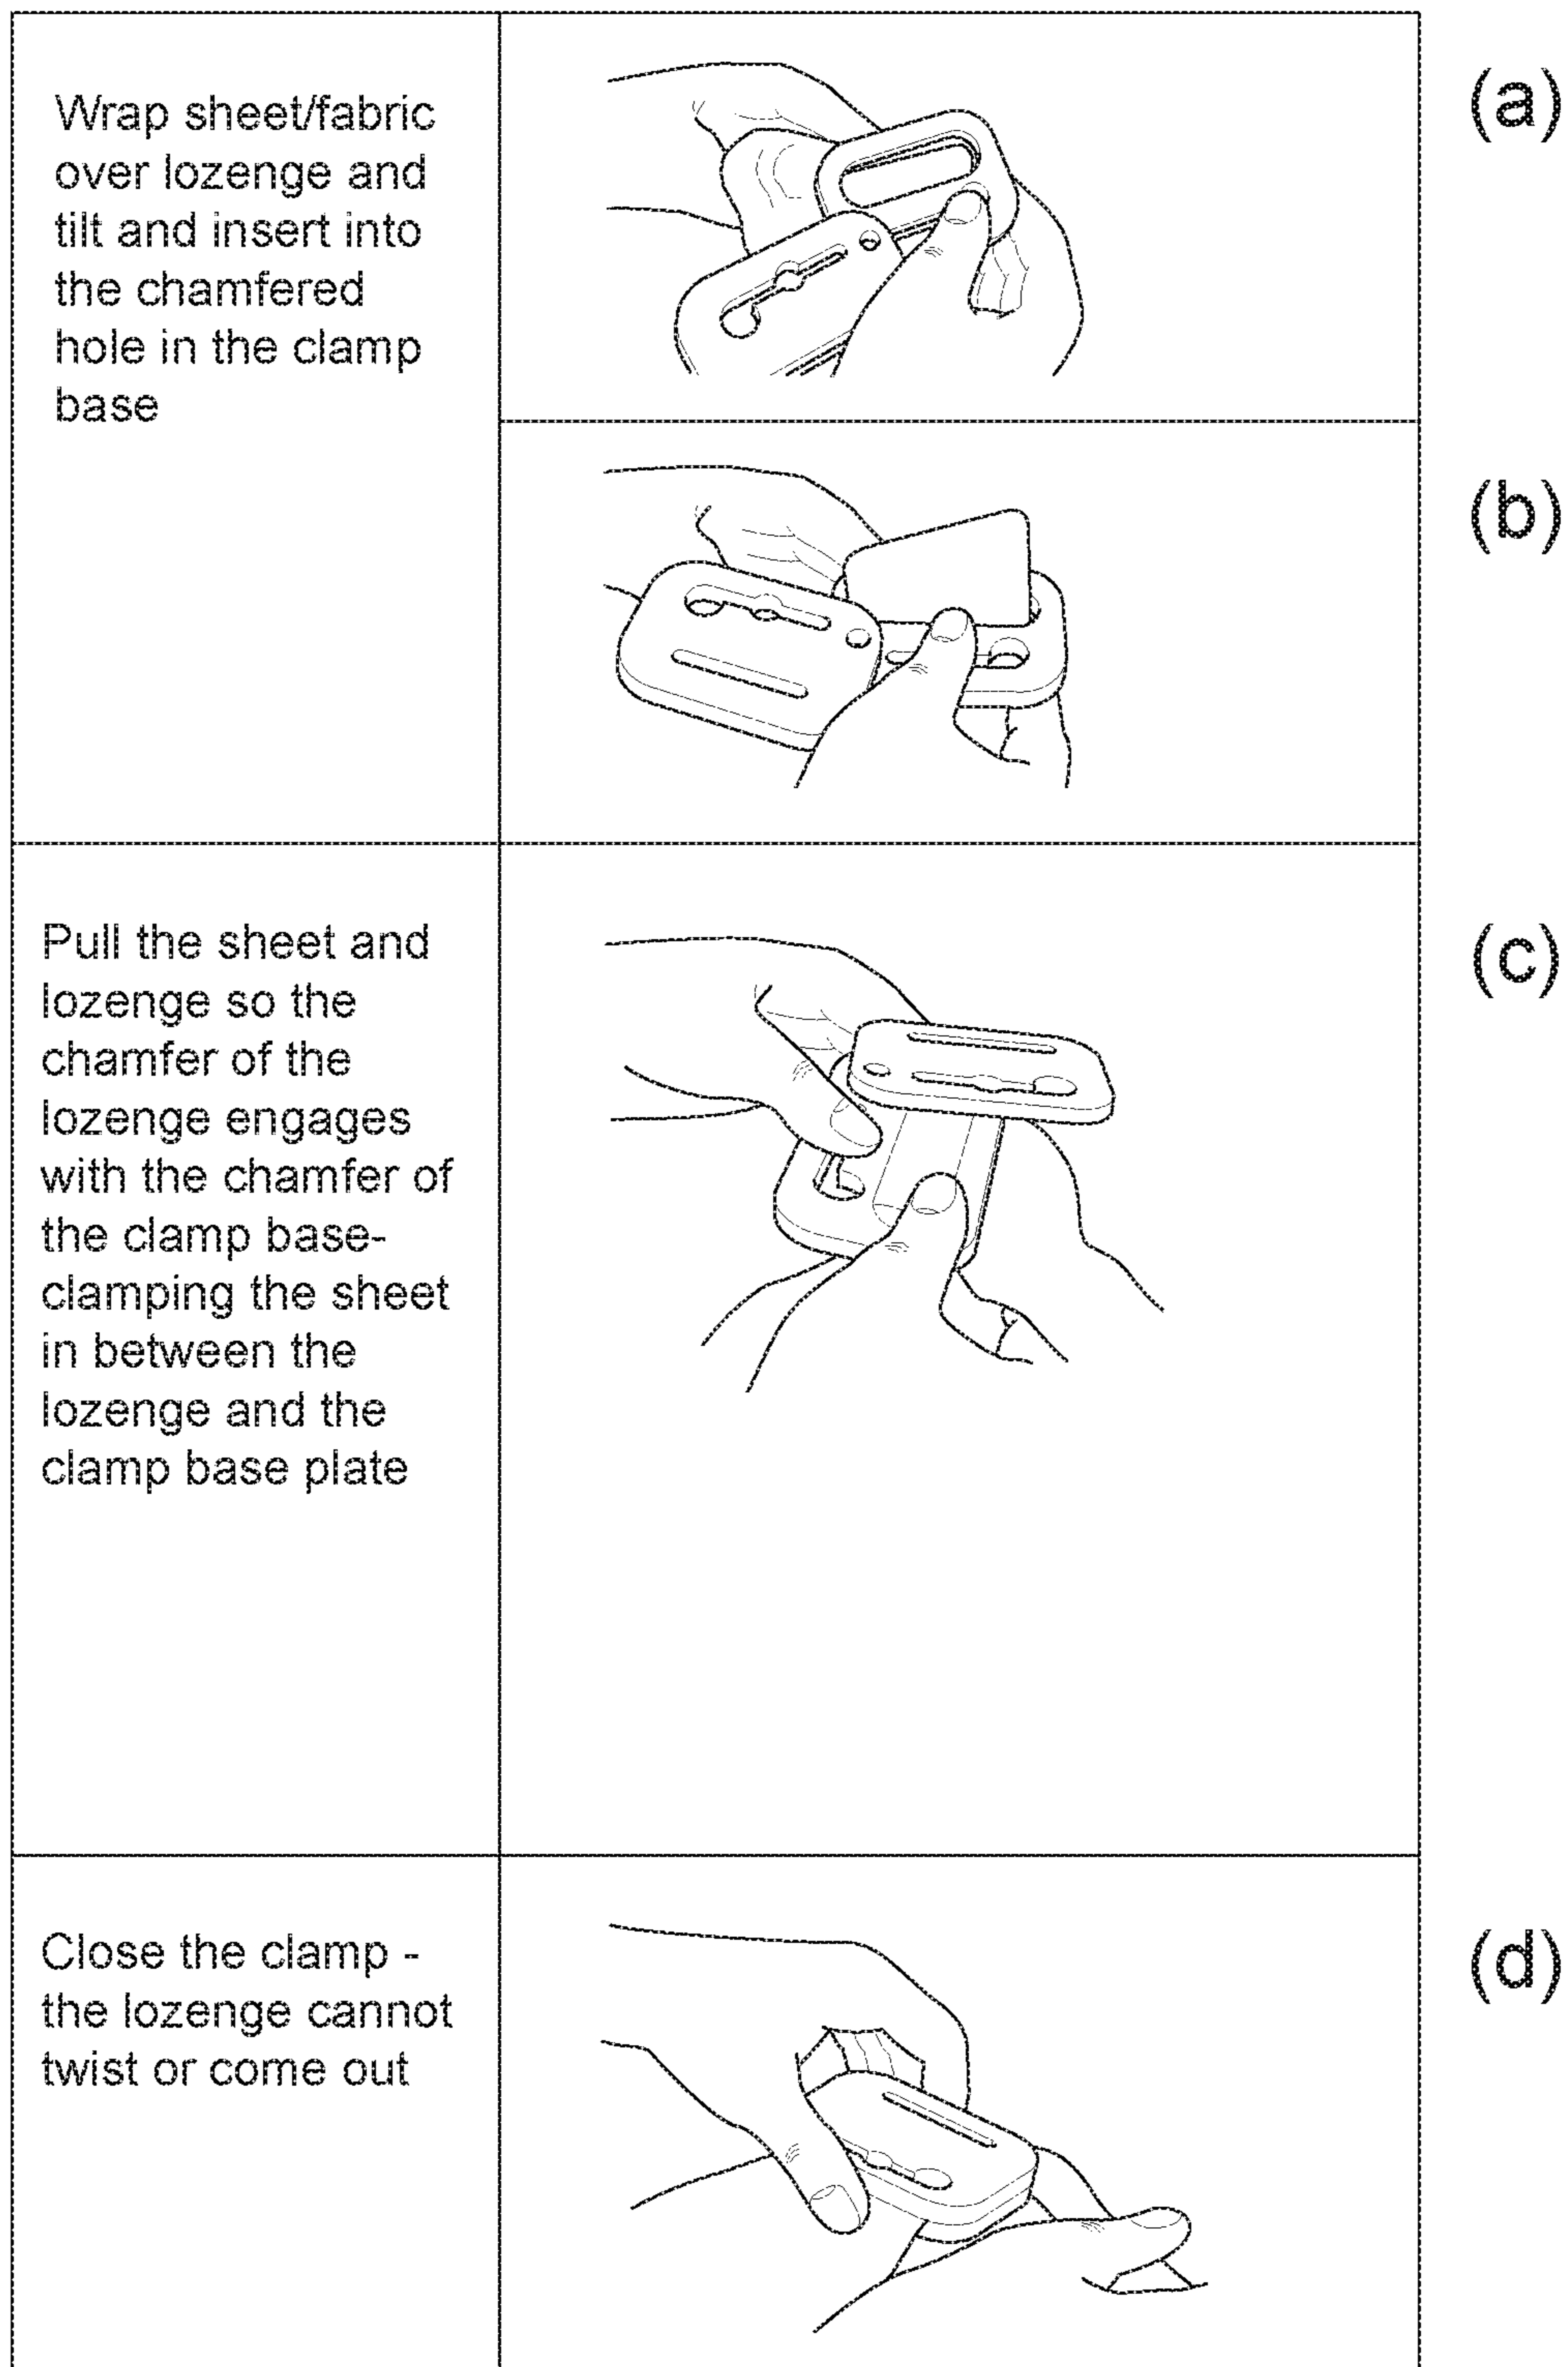 Wrap sheet/fabric
over lozenge and
tilt and insert into
the chamfered
hole in the clamp
base
(a)
(b)
Pull the sheet and
lozenge so the
chamfer of the
lozenge engages
with the chamfer of
the clamp base-
clamping the sheet
in between the
lozenge and the
clamp base plate
(c)
Close the clamp -
the lozenge cannot
twist or come out
(d)